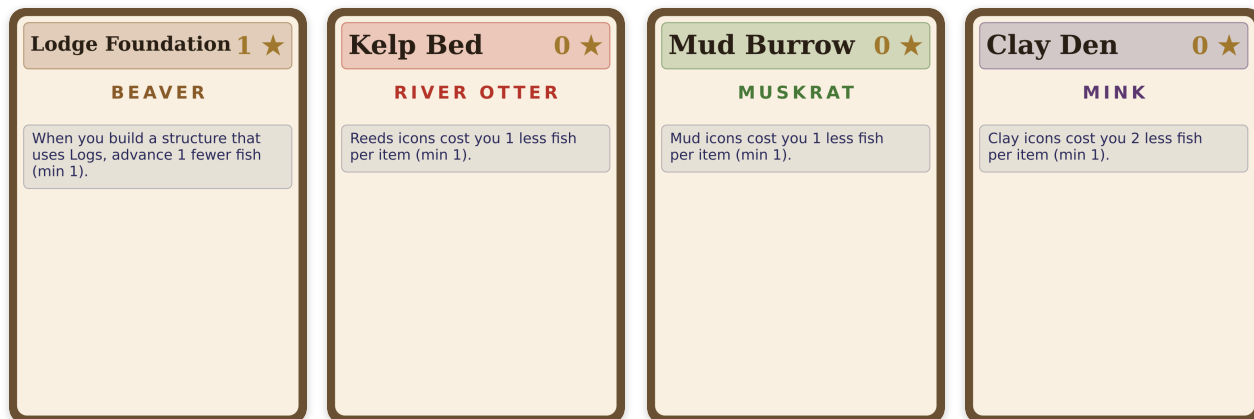 Lodge Foundation 1 ★
BEAVER
When you build a structure that
uses Logs, advance 1 fewer fish
(min 1).
Kelp Bed 0 ★
RIVER OTTER
Reeds icons cost you 1 less fish
per item (min 1).
Mud Burrow 0 ★
MUSKRAT
Mud icons cost you 1 less fish
per item (min 1).
Clay Den 0 ★
MINK
Clay icons cost you 2 less fish
per item (min 1).